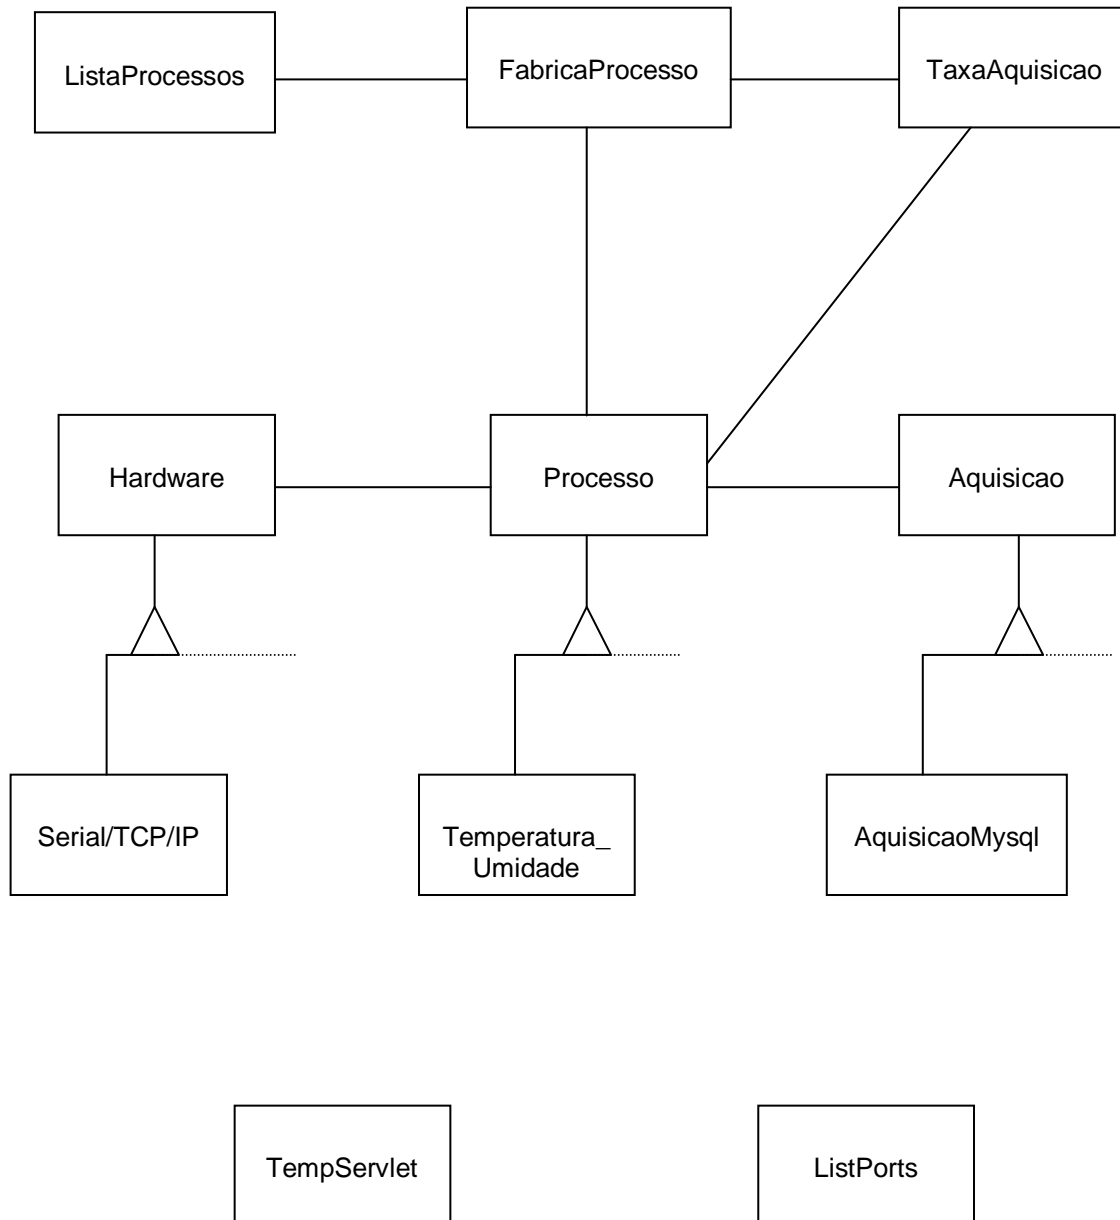 ListaProcessos
FabricaProcesso
TaxaAquisicao
Hardware
Processo
Aquisicao
Serial/TCP/IP
Temperatura_
Umidade
AquisicaoMysql
TempServlet
ListPorts